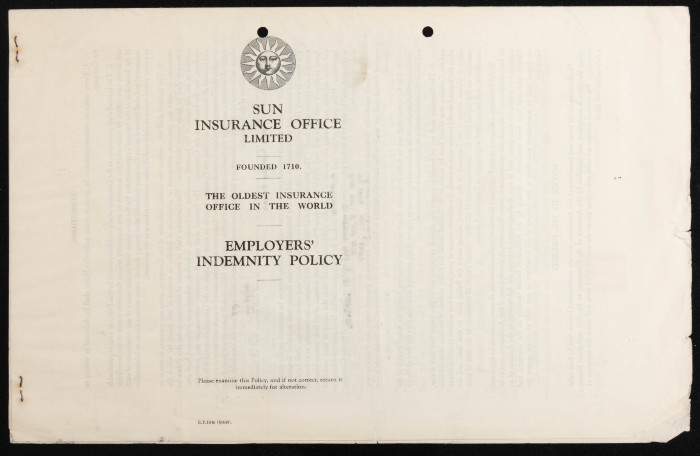 SUN
INSURANCE OFFICE
LIMITED
FOUNDED 1710.
THE OLDEST INSURANCE
OFFICE IN THE WORLD
EMPLOYERS'
INDEMNITY POLICY
Please examine this Policy, and if not correct, return it
immediately for alteration.